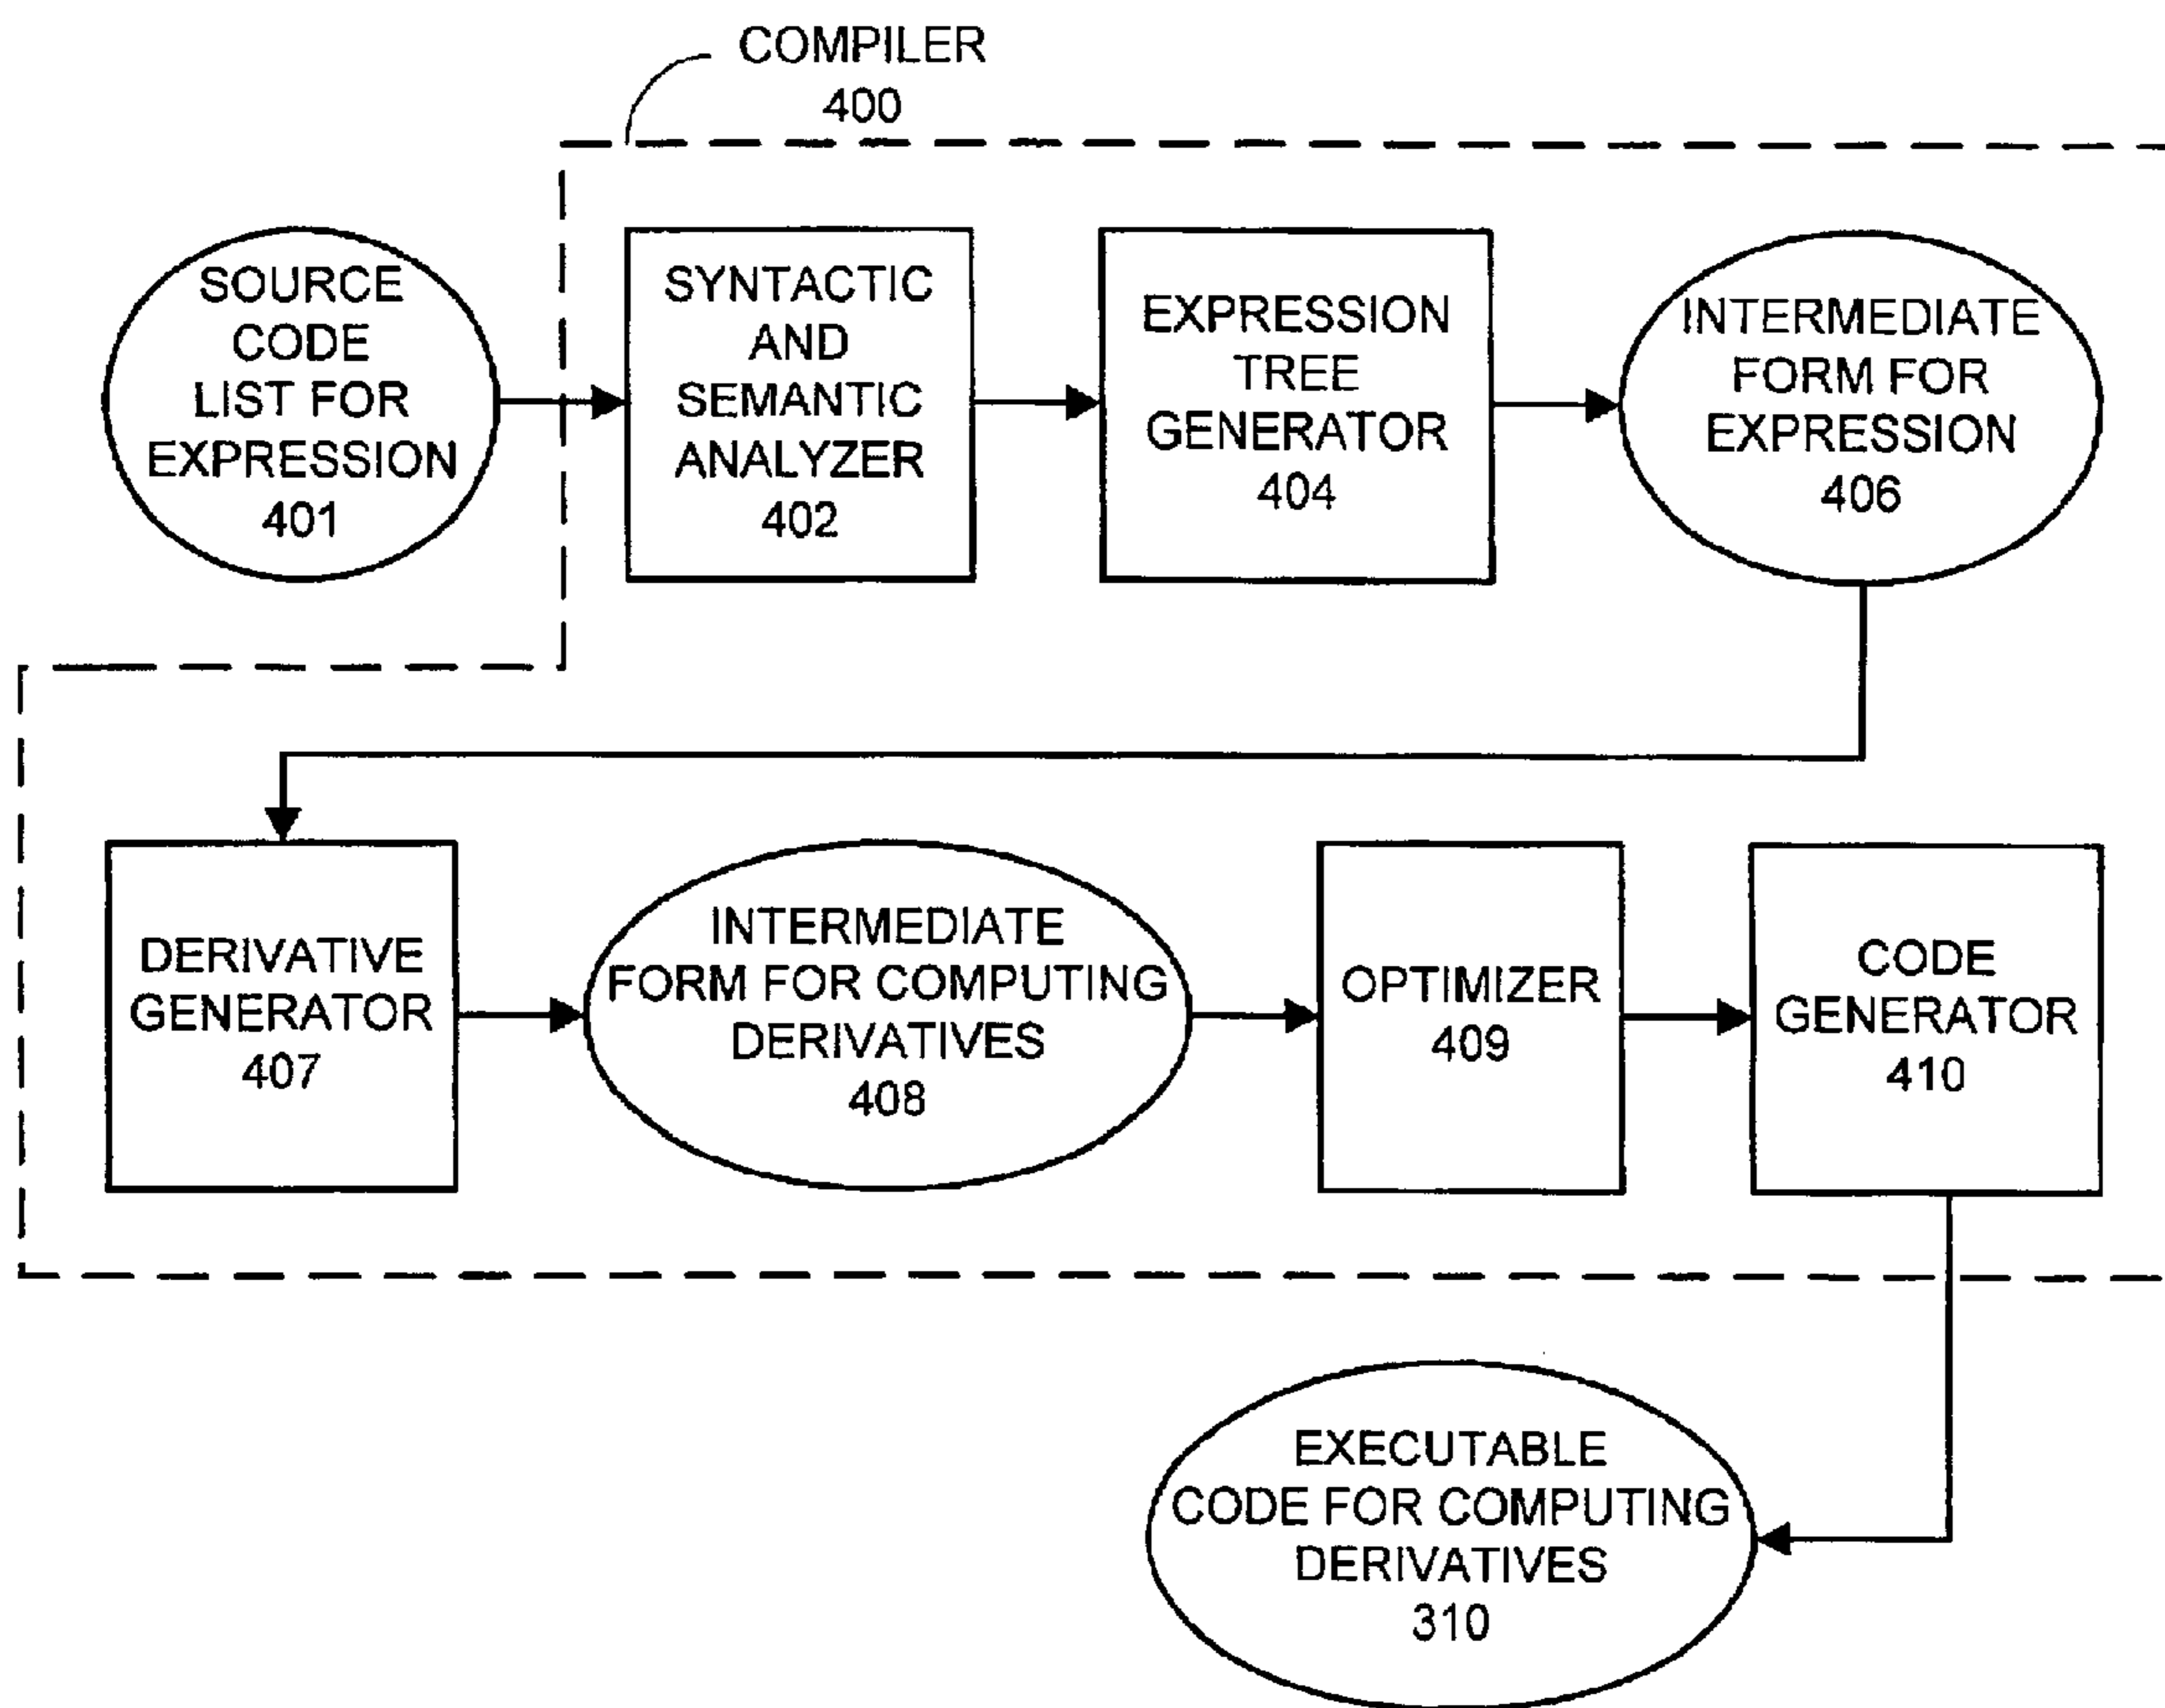 COMPILER
400
SOURCE
CODE
LIST FOR
EXPRESSION
401
SYNTACTIC
AND
SEMANTIC
ANALYZER
402
EXPRESSION
TREE
GENERATOR
404
INTERMEDIATE
FORM FOR
EXPRESSION
406
DERIVATIVE
GENERATOR
407
INTERMEDIATE
FORM FOR COMPUTING
DERIVATIVES
408
OPTIMIZER
409
CODE
GENERATOR
410
EXECUTABLE
CODE FOR COMPUTING
DERIVATIVES
310